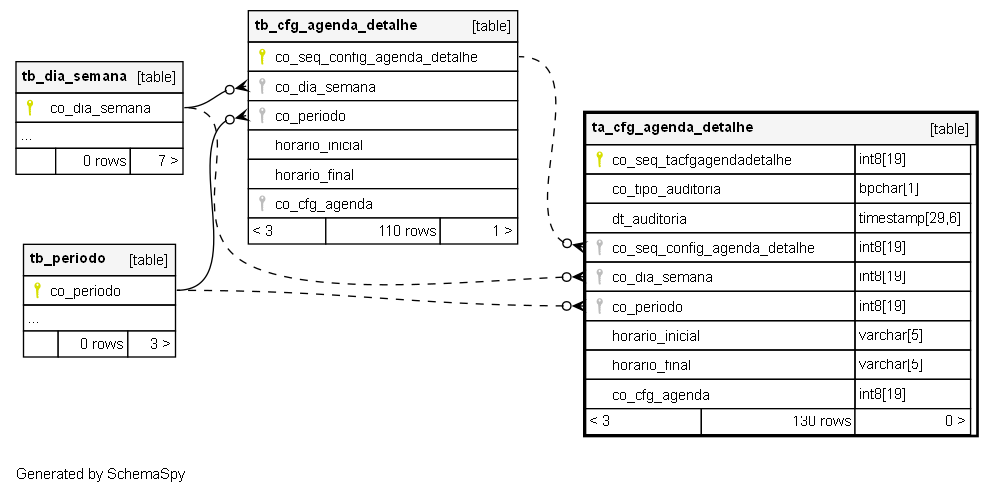 tb_dia_semana [table]
co_dia_semana
...
0 rows 7 >
tb_periodo [table]
co_periodo
...
0 rows 3 >
tb_cfg_agenda_detalhe [table]
co_seq_config_agenda_detalhe
co_dia_semana
co_periodo
horario_inicial
horario_final
co_cfg_agenda
< 3 110 rows 1 >
ta_cfg_agenda_detalhe [table]
co_seq_tacfgagendadetalhe int8[19]
co_tipo_auditoria bpchar[1]
dt_auditoria timestamp[29,6]
co_seq_config_agenda_detalhe int8[19]
co_dia_semana int8[19]
co_periodo int8[19]
horario_inicial varchar[5]
horario_final varchar[5]
co_cfg_agenda int8[19]
< 3 130 rows 0 >
Generated by SchemaSpy